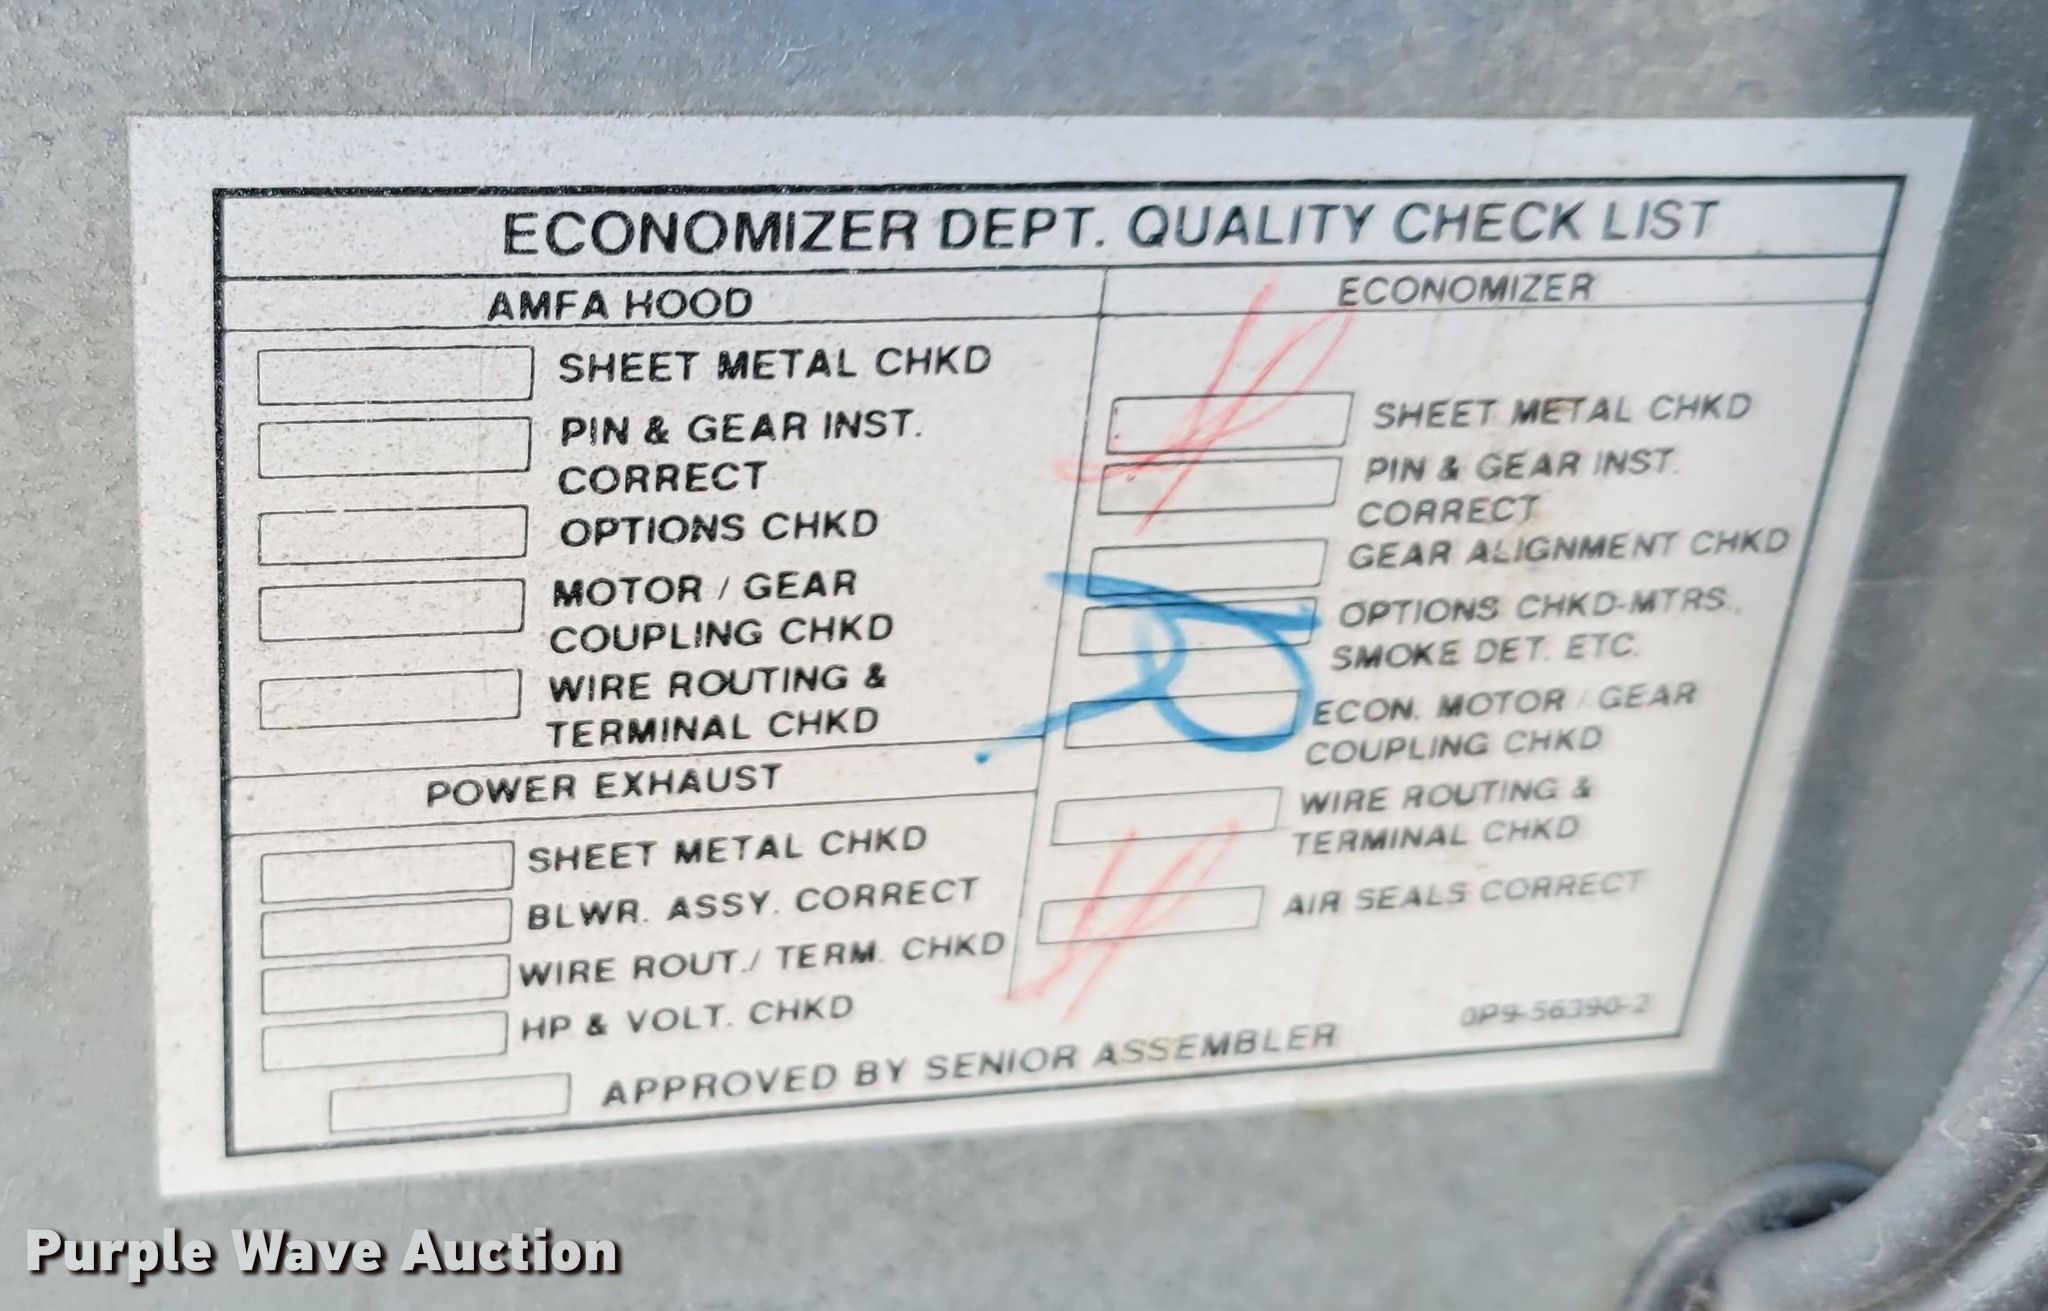 ECONOMIZER DEPT. QUALITY CHECK LIST
AMFA HOOD
SHEET METAL CHKD
PIN & GEAR INST.
CORRECT
OPTIONS CHKD
MOTOR / GEAR
COUPLING CHKD
WIRE ROUTING &
TERMINAL CHKD
POWER EXHAUST
SHEET METAL CHKD
BLWR. ASSY. CORRECT
WIRE ROUT./ TERM. CHKD
HP & VOLT. CHKD
ECONOMIZER
SHEET METAL CHKD
PIN & GEAR INST.
CORRECT
GEAR ALIGNMENT CHKD
OPTIONS CHKD-MTRS.,
SMOKE DET. ETC.
ECON. MOTOR / GEAR
COUPLING CHKD
WIRE ROUTING &
TERMINAL CHKD
AIR SEALS CORRECT
APPROVED BY SENIOR ASSEMBLER
0P9-56390-2
Purple Wave Auction